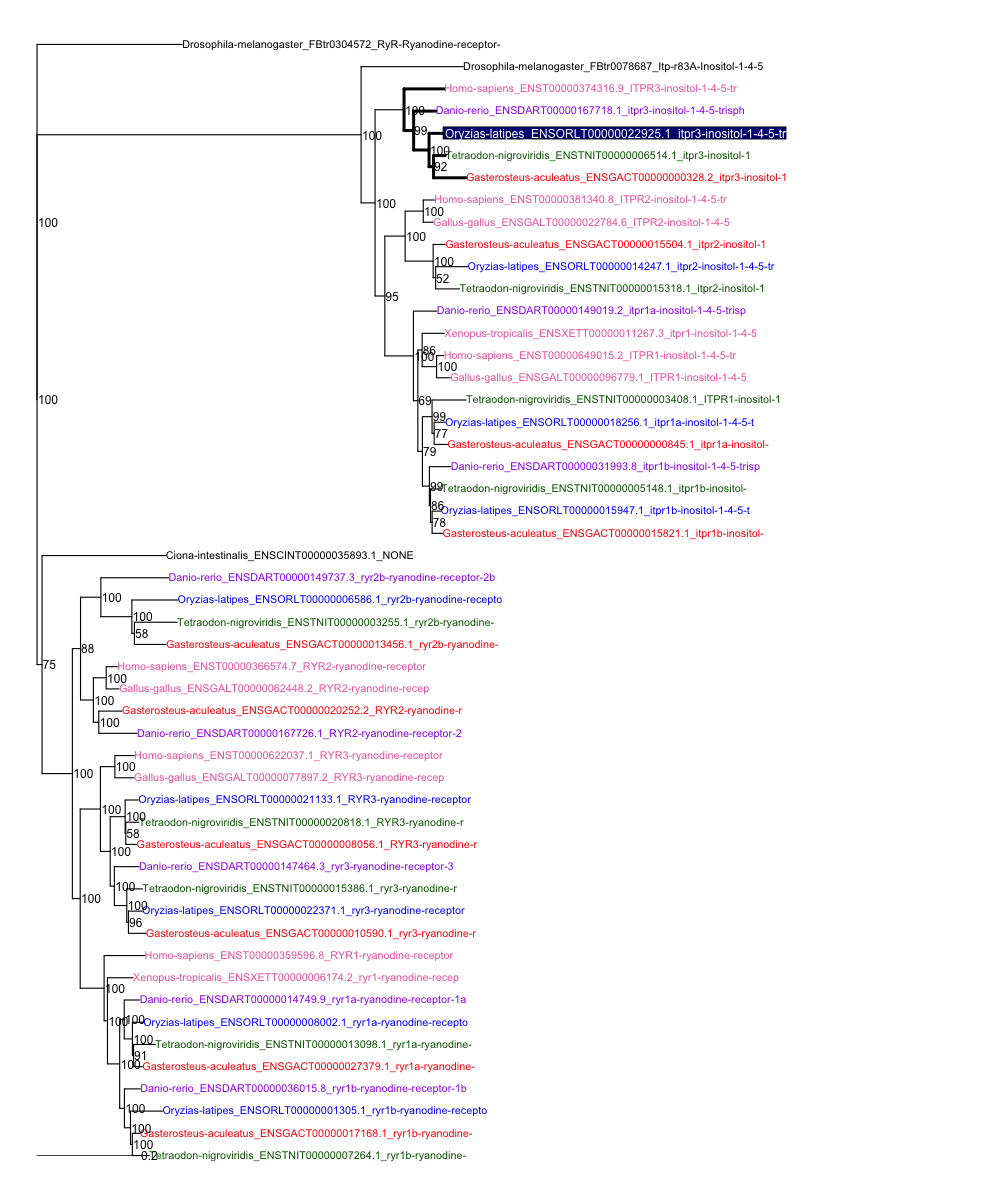 Drosophila-melanogaster_FBtr0304572_RyR-Ryanodine-receptor-
Drosophila-melanogaster_FBtr0078687_Itp-r83A-Inositol-1-4-5
Homo-sapiens_ENST00000374316.9_ITPR3-inositol-1-4-5-tr
100 Danio-rerio_ENSDART00000167718.1_itpr3-inositol-1-4-5-trisph
100 99 Oryzias-latipes_ENSORLT00000022925.1_itpr3-inositol-1-4-5-tr
100 Tetraodon-nigroviridis_ENSTNIT00000006514.1_itpr3-inositol-1
92
Gasterosteus-aculeatus_ENSGACT00000000328.2_itpr3-inositol-1
100 Homo-sapiens_ENST00000381340.8_ITPR2-inositol-1-4-5-tr
100
100 Gallus-gallus_ENSGALT00000022784.6_ITPR2-inositol-1-4-5
100
Gasterosteus-aculeatus_ENSGACT00000015504.1_itpr2-inositol-1
100 Oryzias-latipes_ENSORLT00000014247.1_itpr2-inositol-1-4-5-tr
52
Tetraodon-nigroviridis_ENSTNIT00000015318.1_itpr2-inositol-1
95
Danio-rerio_ENSDART00000149019.2_itpr1a-inositol-1-4-5-trisp
Xenopus-tropicalis_ENSXETT00000011267.3_itpr1-inositol-1-4-5
86
100 Homo-sapiens_ENST00000649015.2_ITPR1-inositol-1-4-5-tr
100
Gallus-gallus_ENSGALT00000096779.1_ITPR1-inositol-1-4-5
100 69 Tetraodon-nigroviridis_ENSTNIT00000003408.1_ITPR1-inositol-1
99
Oryzias-latipes_ENSORLT00000018256.1_itpr1a-inositol-1-4-5-t
77
Gasterosteus-aculeatus_ENSGACT00000000845.1_itpr1a-inositol-
79
Danio-rerio_ENSDART00000031993.8_itpr1b-inositol-1-4-5-trisp
99 Tetraodon-nigroviridis_ENSTNIT00000005148.1_itpr1b-inositol-
86
Oryzias-latipes_ENSORLT00000015947.1_itpr1b-inositol-1-4-5-t
78
Gasterosteus-aculeatus_ENSGACT00000015821.1_itpr1b-inositol-
Ciona-intestinalis_ENSCINT00000035893.1_NONE
Danio-rerio_ENSDART00000149737.3_ryr2b-ryanodine-receptor-2b
100 Oryzias-latipes_ENSORLT00000006586.1_ryr2b-ryanodine-recepto
100
Tetraodon-nigroviridis_ENSTNIT00000003255.1_ryr2b-ryanodine-
58
Gasterosteus-aculeatus_ENSGACT00000013456.1_ryr2b-ryanodine-
88
75 Homo-sapiens_ENST00000366574.7_RYR2-ryanodine-receptor
100
Gallus-gallus_ENSGALT00000062448.2_RYR2-ryanodine-recep
100
Gasterosteus-aculeatus_ENSGACT00000020252.2_RYR2-ryanodine-r
100
Danio-rerio_ENSDART00000167726.1_RYR2-ryanodine-receptor-2
Homo-sapiens_ENST00000622037.1_RYR3-ryanodine-receptor
100
100 Gallus-gallus_ENSGALT00000077897.2_RYR3-ryanodine-recep
Oryzias-latipes_ENSORLT00000021133.1_RYR3-ryanodine-receptor
100 100
Tetraodon-nigroviridis_ENSTNIT00000020818.1_RYR3-ryanodine-r
58
Gasterosteus-aculeatus_ENSGACT00000008056.1_RYR3-ryanodine-r
100
Danio-rerio_ENSDART00000147464.3_ryr3-ryanodine-receptor-3
100 Tetraodon-nigroviridis_ENSTNIT00000015386.1_ryr3-ryanodine-r
100
100 Oryzias-latipes_ENSORLT00000022371.1_ryr3-ryanodine-receptor
96
Gasterosteus-aculeatus_ENSGACT00000010590.1_ryr3-ryanodine-r
Homo-sapiens_ENST00000359596.8_RYR1-ryanodine-receptor
Xenopus-tropicalis_ENSXETT00000006174.2_ryr1-ryanodine-recep
100
Danio-rerio_ENSDART00000014749.9_ryr1a-ryanodine-receptor-1a
100 100 Oryzias-latipes_ENSORLT00000008002.1_ryr1a-ryanodine-recepto
100
Tetraodon-nigroviridis_ENSTNIT00000013098.1_ryr1a-ryanodine-
91
100 Gasterosteus-aculeatus_ENSGACT00000027379.1_ryr1a-ryanodine-
Danio-rerio_ENSDART00000036015.8_ryr1b-ryanodine-receptor-1b
100 Oryzias-latipes_ENSORLT00000001305.1_ryr1b-ryanodine-recepto
100
Gasterosteus-aculeatus_ENSGACT00000017168.1_ryr1b-ryanodine-
100
0.2 Tetraodon-nigroviridis_ENSTNIT00000007264.1_ryr1b-ryanodine-